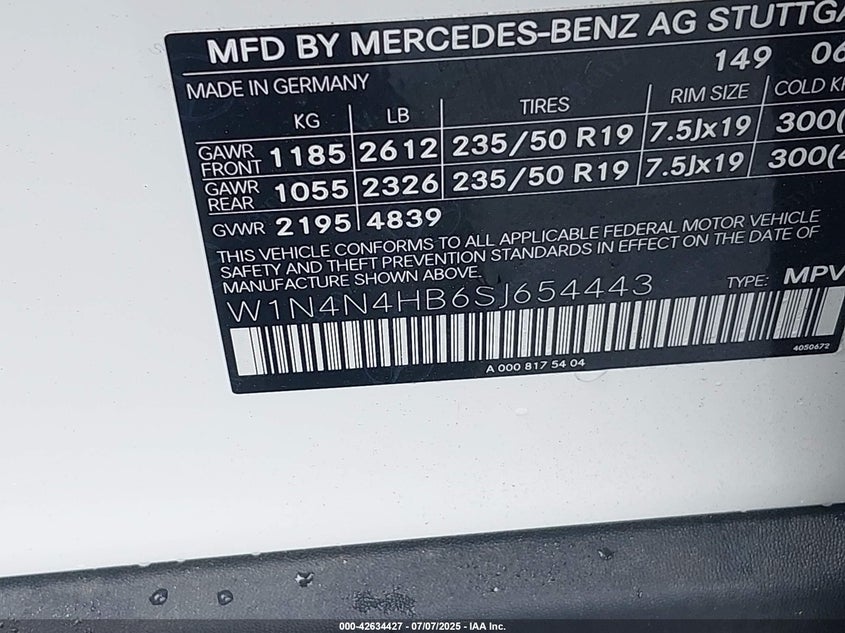 MFD BY MERCEDES-BENZ AG STUTTGA
149 06
MADE IN GERMANY
KG LB TIRES RIM SIZE COLD KP
GAWR FRONT 1185 2612 235/50 R19 7.5Jx19 300(
GAWR REAR 1055 2326 235/50 R19 7.5Jx19 300(4
GVWR 2195 4839
THIS VEHICLE CONFORMS TO ALL APPLICABLE FEDERAL MOTOR VEHICLE
SAFETY AND THEFT PREVENTION STANDARDS IN EFFECT ON THE DATE OF
MANUFACTURE SHOWN ABOVE.
W1N4N4HB6SJ654443 TYPE: MPV
4050672
A 000 817 54 04
000-42634427 - 07/07/2025 - IAA Inc.